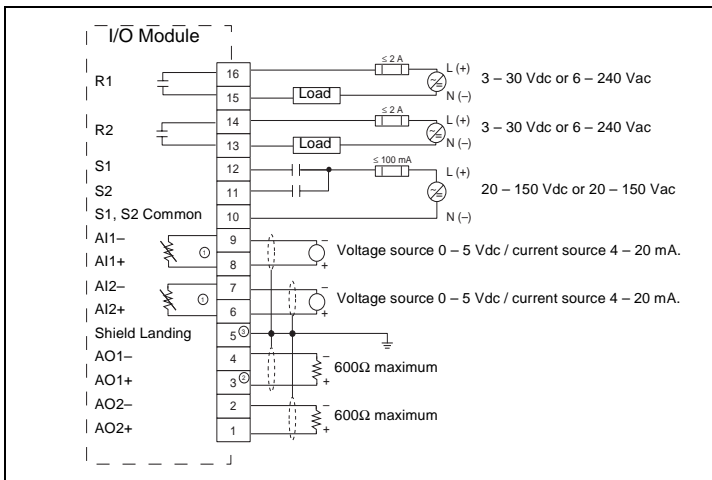 I/O Module
R1
16
≤ 2 A
L (+)
3 – 30 Vdc or 6 – 240 Vac
15
Load
N (–)
R2
14
≤ 2 A
L (+)
3 – 30 Vdc or 6 – 240 Vac
13
Load
N (–)
S1
12
≤ 100 mA
L (+)
S2
11
20 – 150 Vdc or 20 – 150 Vac
S1, S2 Common
10
N (–)
AI1–
①
9
–
Voltage source 0 – 5 Vdc / current source 4 – 20 mA.
AI1+
8
+
AI2–
①
7
–
Voltage source 0 – 5 Vdc / current source 4 – 20 mA.
AI2+
6
+
Shield Landing
5 ③
AO1–
4
–
600Ω maximum
AO1+
3 ②
+
AO2–
2
–
600Ω maximum
AO2+
1
+